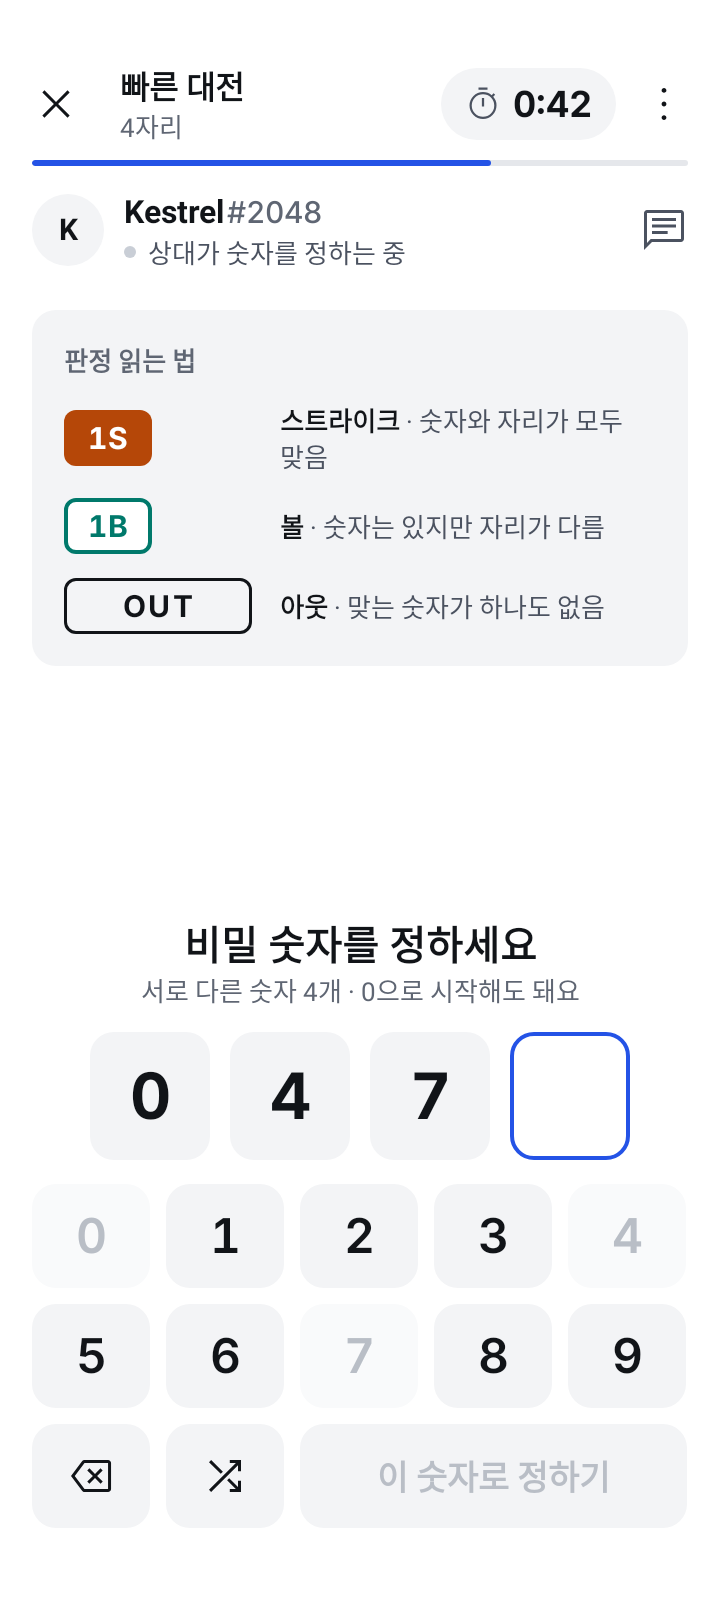 빠른 대전
4자리
0:42
K
Kestrel#2048
상대가 숫자를 정하는 중
판정 읽는 법
1S
스트라이크 · 숫자와 자리가 모두
맞음
1B
볼 · 숫자는 있지만 자리가 다름
OUT
아웃 · 맞는 숫자가 하나도 없음
비밀 숫자를 정하세요
서로 다른 숫자 4개 · 0으로 시작해도 돼요
0 4 7
0 1 2 3 4
5 6 7 8 9
이 숫자로 정하기